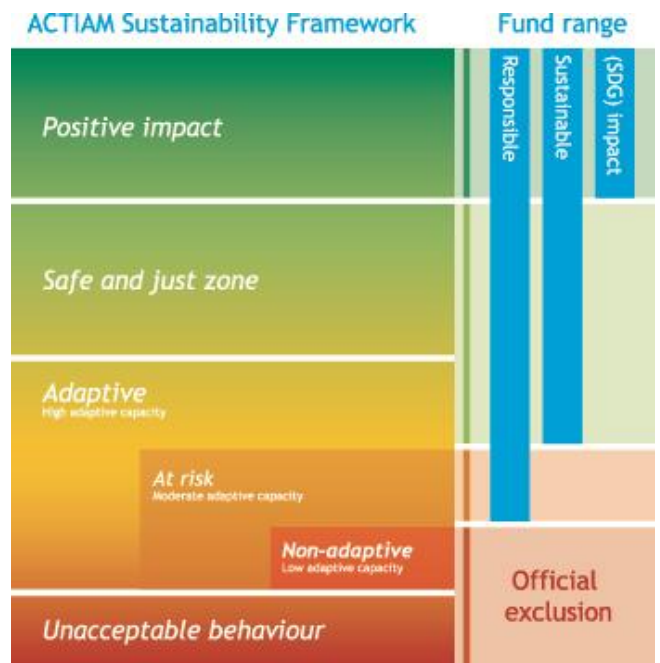 ACTIAM Sustainability Framework
Fund range
Responsible
Sustainable
(SDG) impact
Positive impact
Safe and just zone
Adaptive
High adaptive capacity
At risk
Moderate adaptive capacity
Non-adaptive
Low adaptive capacity
Official
exclusion
Unacceptable behaviour